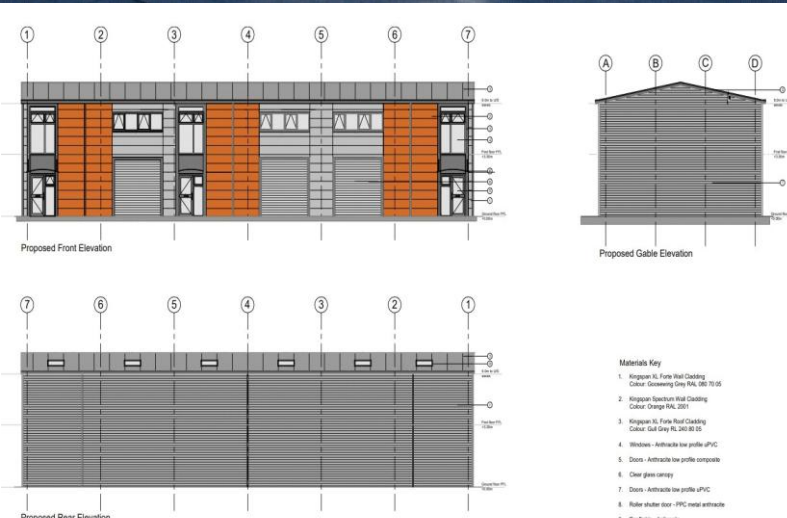 1 2 3 4 5 6 7
A B C D
Proposed Front Elevation
Proposed Gable Elevation
7 6 5 4 3 2 1
Materials Key
1. Kingspan XL Forte Wall Cladding
Colour: Goosewing Grey RAL 080 70 05
2. Kingspan Spectrum Wall Cladding
Colour: Orange RAL 2001
3. Kingspan XL Forte Roof Cladding
Colour: Gull Grey RL 240 80 05
4. Windows - Anthracite low profile uPVC
5. Doors - Anthracite low profile composite
6. Clear glass canopy
7. Doors - Anthracite low profile uPVC
8. Roller shutter door - PPC metal anthracite
Proposed Rear Elevation